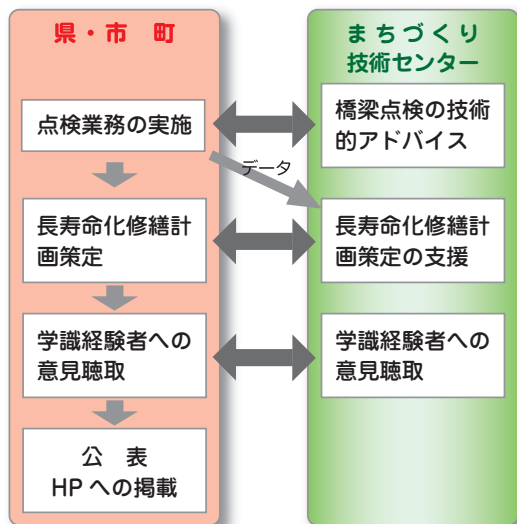 県・市 町
点検業務の実施
長寿命化修繕計
画策定
学識経験者への
意見聴取
公 表
HP への掲載
データ
まちづくり
技術センター
橋梁点検の技術
的アドバイス
長寿命化修繕計
画策定の支援
学識経験者への
意見聴取